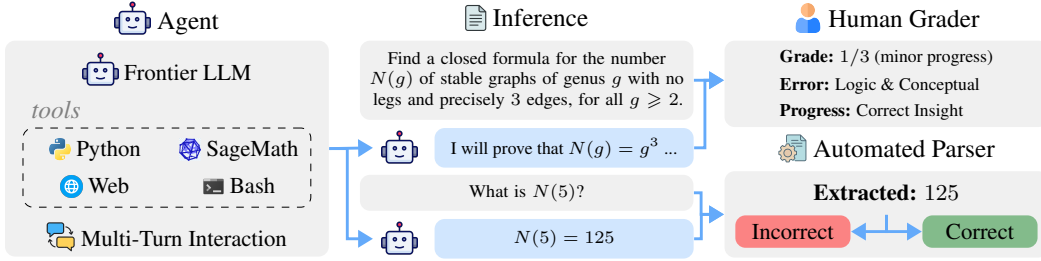 Agent
Frontier LLM
tools
Python
SageMath
Web
Bash
Multi-Turn Interaction
Inference
Find a closed formula for the number
N(g) of stable graphs of genus g with no
legs and precisely 3 edges, for all g ⩾ 2.
I will prove that N(g) = g³ ...
What is N(5)?
N(5) = 125
Human Grader
Grade: 1/3 (minor progress)
Error: Logic & Conceptual
Progress: Correct Insight
Automated Parser
Extracted: 125
Incorrect
Correct